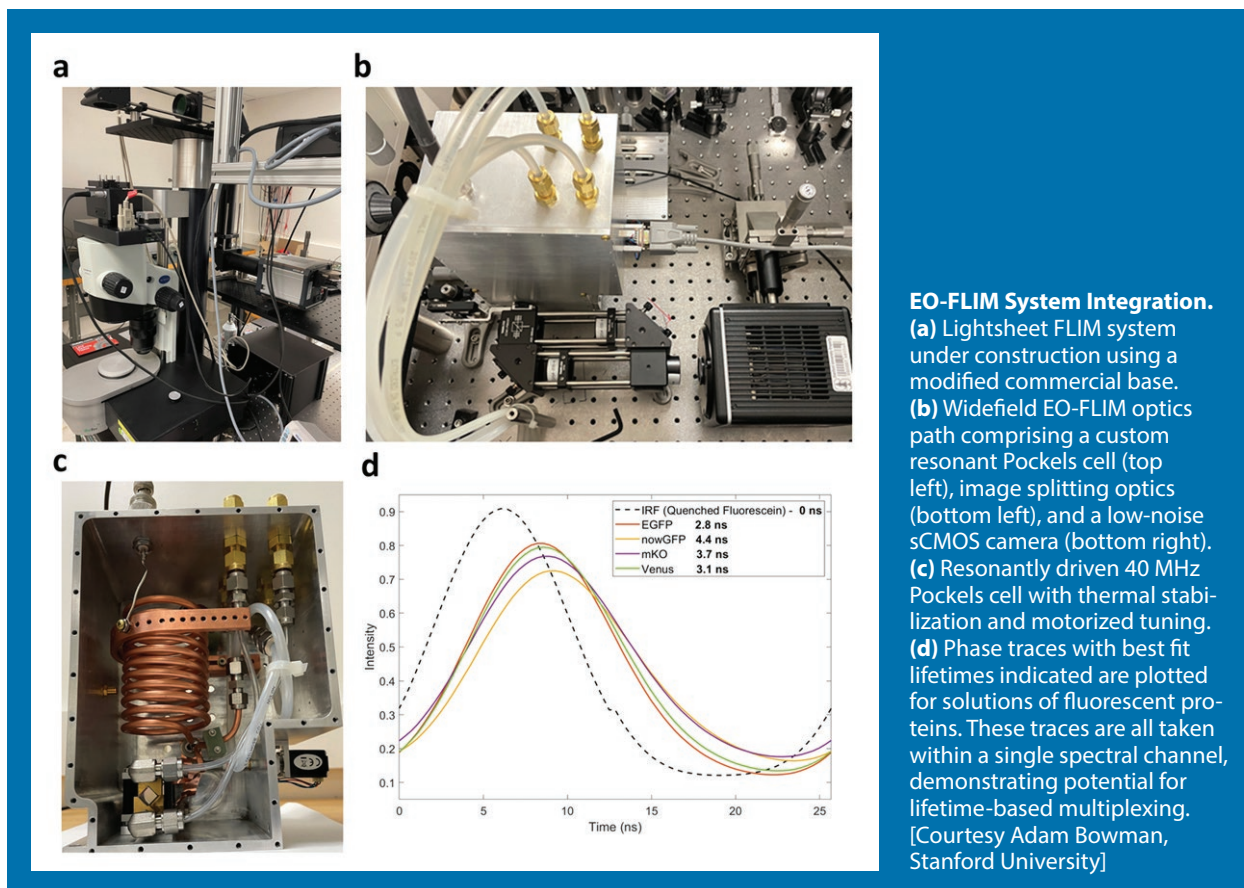 a
b
c
d
0.9
0.8
0.7
0.6
0.5
0.4
0.3
0.2
0.1
Intensity
0
5
10
15
20
25
Time (ns)
IRF (Quenched Fluorescein) - 0 ns
EGFP 2.8 ns
nowGFP 4.4 ns
mKO 3.7 ns
Venus 3.1 ns
EO-FLIM System Integration.
(a) Lightsheet FLIM system
under construction using a
modified commercial base.
(b) Widefield EO-FLIM optics
path comprising a custom
resonant Pockels cell (top
left), image splitting optics
(bottom left), and a low-noise
sCMOS camera (bottom right).
(c) Resonantly driven 40 MHz
Pockels cell with thermal stabi-
lization and motorized tuning.
(d) Phase traces with best fit
lifetimes indicated are plotted
for solutions of fluorescent pro-
teins. These traces are all taken
within a single spectral channel,
demonstrating potential for
lifetime-based multiplexing.
[Courtesy Adam Bowman,
Stanford University]